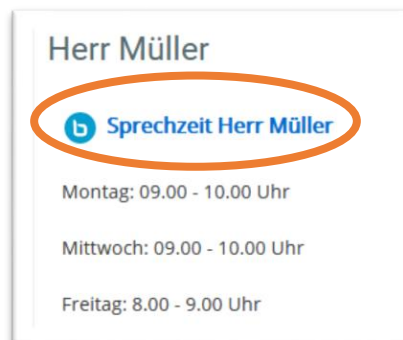 Herr Müller
Sprechzeit Herr Müller
Montag: 09.00 - 10.00 Uhr
Mittwoch: 09.00 - 10.00 Uhr
Freitag: 8.00 - 9.00 Uhr